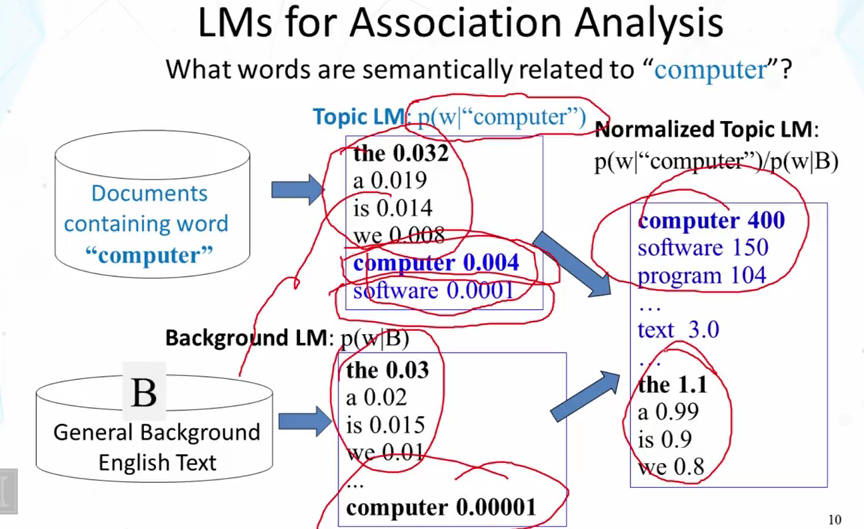 LMs for Association Analysis
What words are semantically related to “computer”?
Topic LM: p(w|“computer”)
Normalized Topic LM:
p(w|“computer”)/p(w|B)
Documents
containing word
“computer”
the 0.032
a 0.019
is 0.014
we 0.008
computer 0.004
software 0.0001
computer 400
software 150
program 104
…
text 3.0
…
the 1.1
a 0.99
is 0.9
we 0.8
Background LM: p(w|B)
B
General Background
English Text
the 0.03
a 0.02
is 0.015
we 0.01
...
computer 0.00001
10